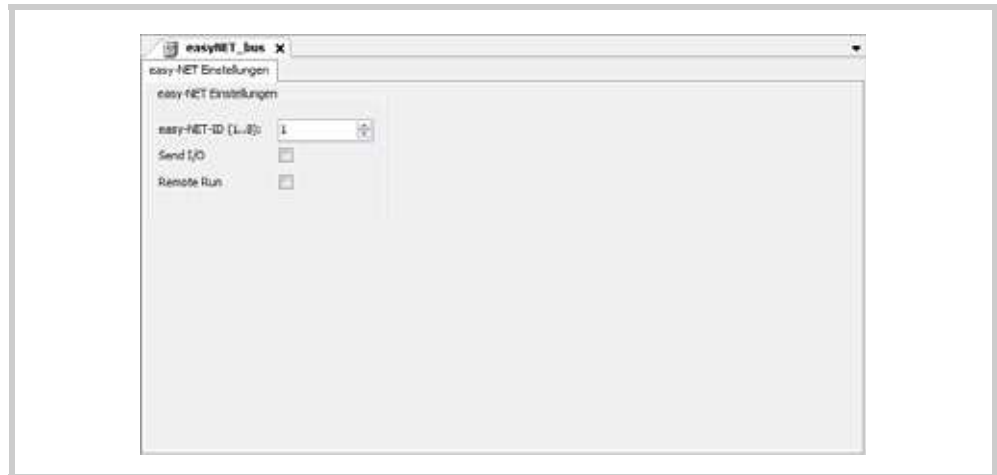 easyNET_bus X
easy-NET Einstellungen
easy-NET Einstellungen
easy-NET-ID (1..8): 1
Send I/O
Remote Run